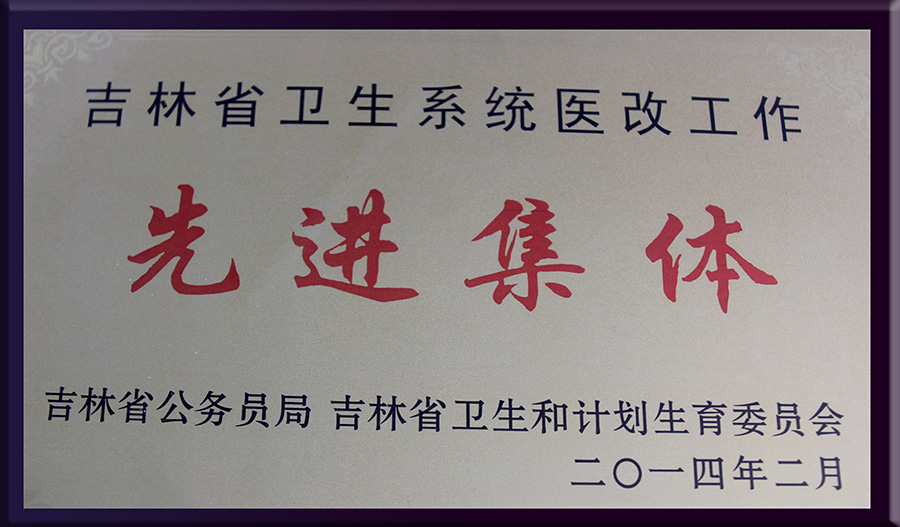 吉林省卫生系统医改工作
先进集体
吉林省公务员局 吉林省卫生和计划生育委员会
二〇一四年二月